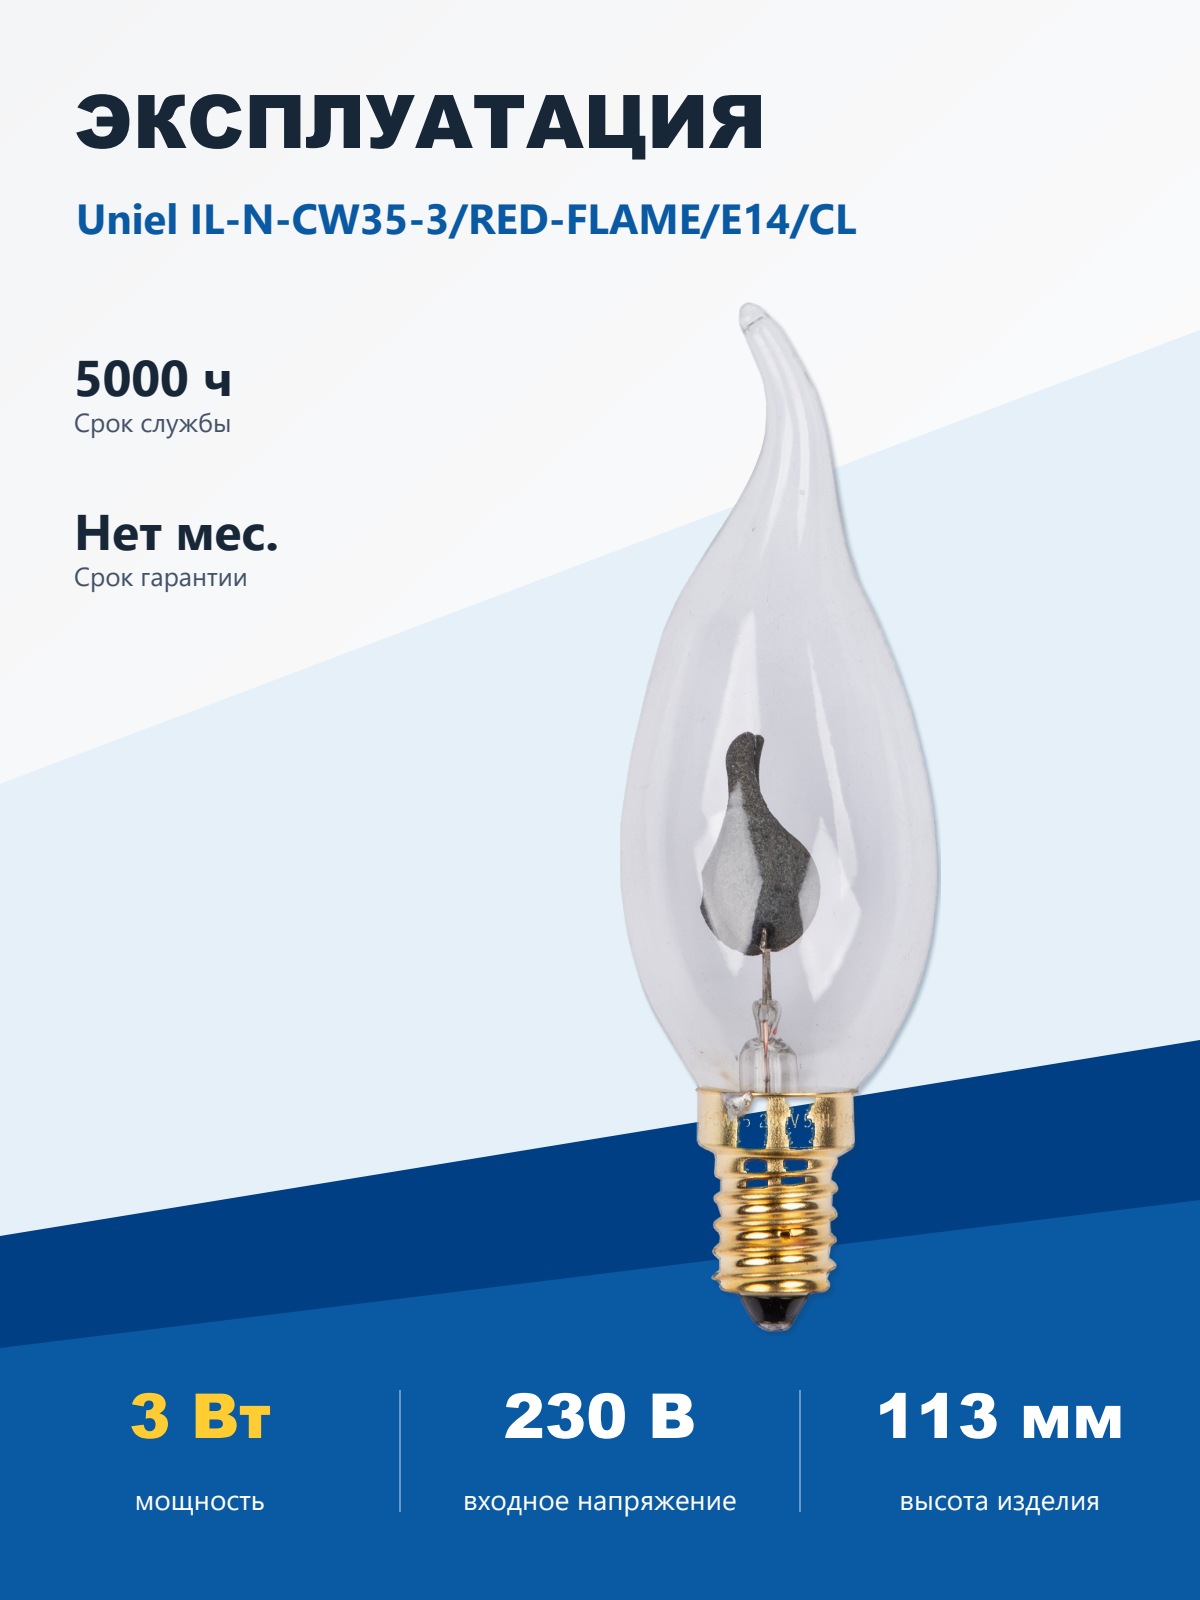 ЭКСПЛУАТАЦИЯ
Uniel IL-N-CW35-3/RED-FLAME/E14/CL
5000 ч
Срок службы
Нет мес.
Срок гарантии
3 Вт
мощность
230 В
входное напряжение
113 мм
высота изделия